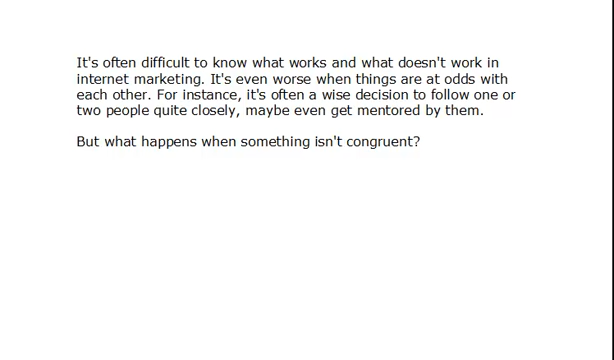 It's often difficult to know what works and what doesn't work in
internet marketing. It's even worse when things are at odds with
each other. For instance, it's often a wise decision to follow one or
two people quite closely, maybe even get mentored by them.
But what happens when something isn't congruent?